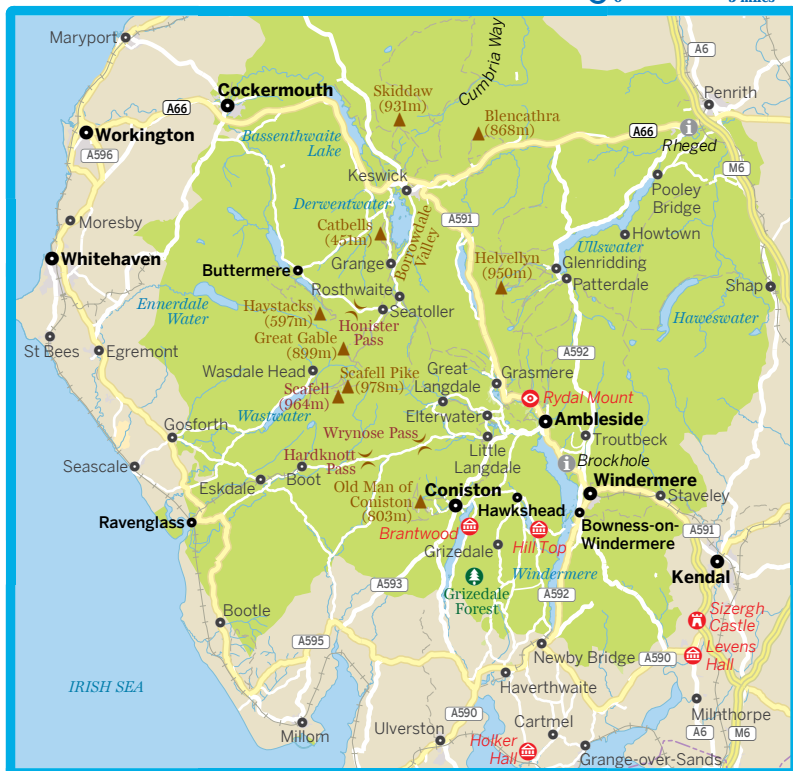 5 miles
Maryport
A6
Cumbria Way
Skiddaw
(931m)
Penrith
Cockermouth
A66
Blencathra
(868m)
A66
Workington
Bassenthwaite
Lake
Rheged
A596
M6
Keswick
Pooley
Bridge
Derwentwater
A591
Moresby
Catbells
(451m)
Borrowdale
Valley
Howtown
Ullswater
Whitehaven
Buttermere
Grange
Helvellyn
(950m)
Glenridding
Patterdale
Rosthwaite
Shap
Ennerdale
Water
Haystacks
(597m)
Seatoller
Haweswater
Honister
Pass
St Bees
Egremont
Great Gable
(899m)
A592
Wasdale Head
Scafell Pike
(978m)
Great
Langdale
Grasmere
Scafell
(964m)
Rydal Mount
Wastwater
Elterwater
Ambleside
Gosforth
Wrynose Pass
Troutbeck
Seascale
Hardknott
Pass
Little
Langdale
Brockhole
Boot
Eskdale
Old Man of
Coniston
(803m)
Coniston
Windermere
Staveley
Hawkshead
Ravenglass
Brantwood
Bowness-on-
Windermere
A591
Grizedale
Hill Top
Kendal
Windermere
A593
Grizedale
Forest
A592
Bootle
Sizergh
Castle
A595
Newby Bridge
A590
Levens
Hall
IRISH SEA
Haverthwaite
Millom
Ulverston
A590
Cartmel
Milnthorpe
Holker
Hall
A6
M6
Grange-over-Sands